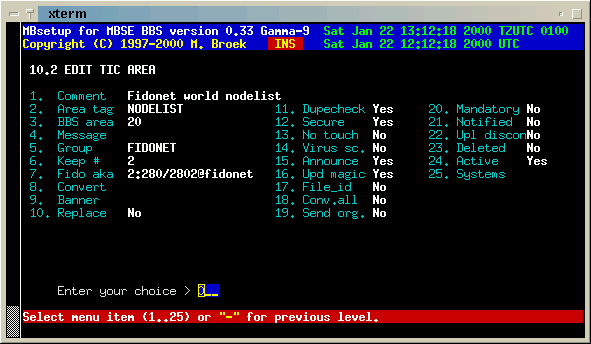 xterm
MBsetup for MBSE BBS version 0.33 Gamma-9 Sat Jan 22 13:12:18 2000 TZUTC 0100
Copyright (C) 1997-2000 M. Broek INS Sat Jan 22 12:12:18 2000 UTC
10.2 EDIT TIC AREA
1. Comment Fidonet world nodelist
2. Area tag NODELIST 11. Dupecheck Yes 20. Mandatory No
3. BBS area 20 12. Secure Yes 21. Notified No
4. Message 13. No touch No 22. Upl disconNo
5. Group FIDONET 14. Virus sc. No 23. Deleted No
6. Keep # 2 15. Announce Yes 24. Active Yes
7. Fido aka 2:280/2802@fidonet 16. Upd magic Yes 25. Systems
8. Convert 17. File_id No
9. Banner 18. Conv.all No
10. Replace No 19. Send org. No
Enter your choice > 0__
Select menu item (1..25) or "-" for previous level.